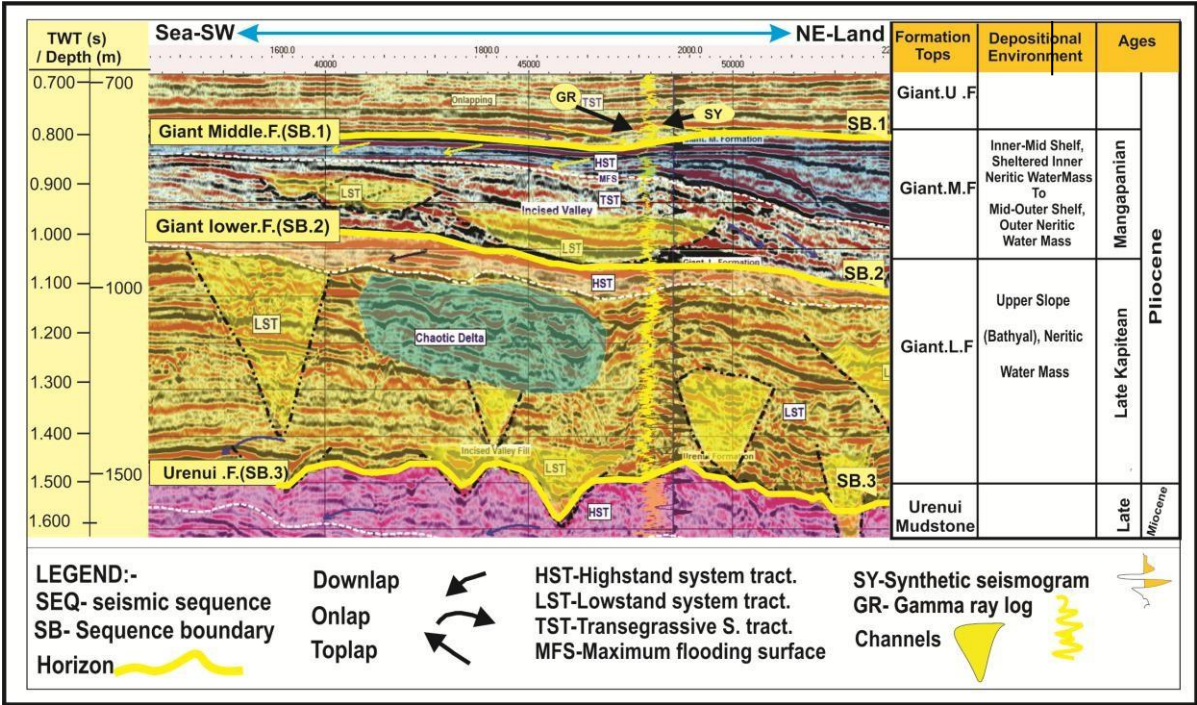 TWT (s)
/ Depth (m)
Sea-SW
NE-Land
1600.0
1800.0
2000.0
22
40000
45000
50000
0.700
0.800
0.900
1.000
1.100
1.200
1.300
1.400
1.500
1.600
700
1000
1500
Onlapping
TST
GR
SY
Giant Middle.F.(SB.1)
SB.1
Giant. M. Formation
HST
MFS
LST
TST
Incised Valley
Giant lower.F.(SB.2)
LST
Giant. L. Formation
SB.2
HST
LST
Chaotic Delta
L
LST
Incised Valley Fill
Urenui Formation
Urenui .F.(SB.3)
LST
SB.3
HST
Formation
Tops
Depositional
Environment
Ages
Giant.U .F
Giant.M.F
Inner-Mid Shelf,
Sheltered Inner
Neritic WaterMass
To
Mid-Outer Shelf,
Outer Neritic
Water Mass
Mangapanian
Giant.L.F
Upper Slope
(Bathyal), Neritic
Water Mass
Late Kapitean
Pliocene
Urenui
Mudstone
Late
Miocene
LEGEND:-
SEQ- seismic sequence
SB- Sequence boundary
Horizon
Downlap
Onlap
Toplap
HST-Highstand system tract.
LST-Lowstand system tract.
TST-Transegrassive S. tract.
MFS-Maximum flooding surface
SY-Synthetic seismogram
GR- Gamma ray log
Channels